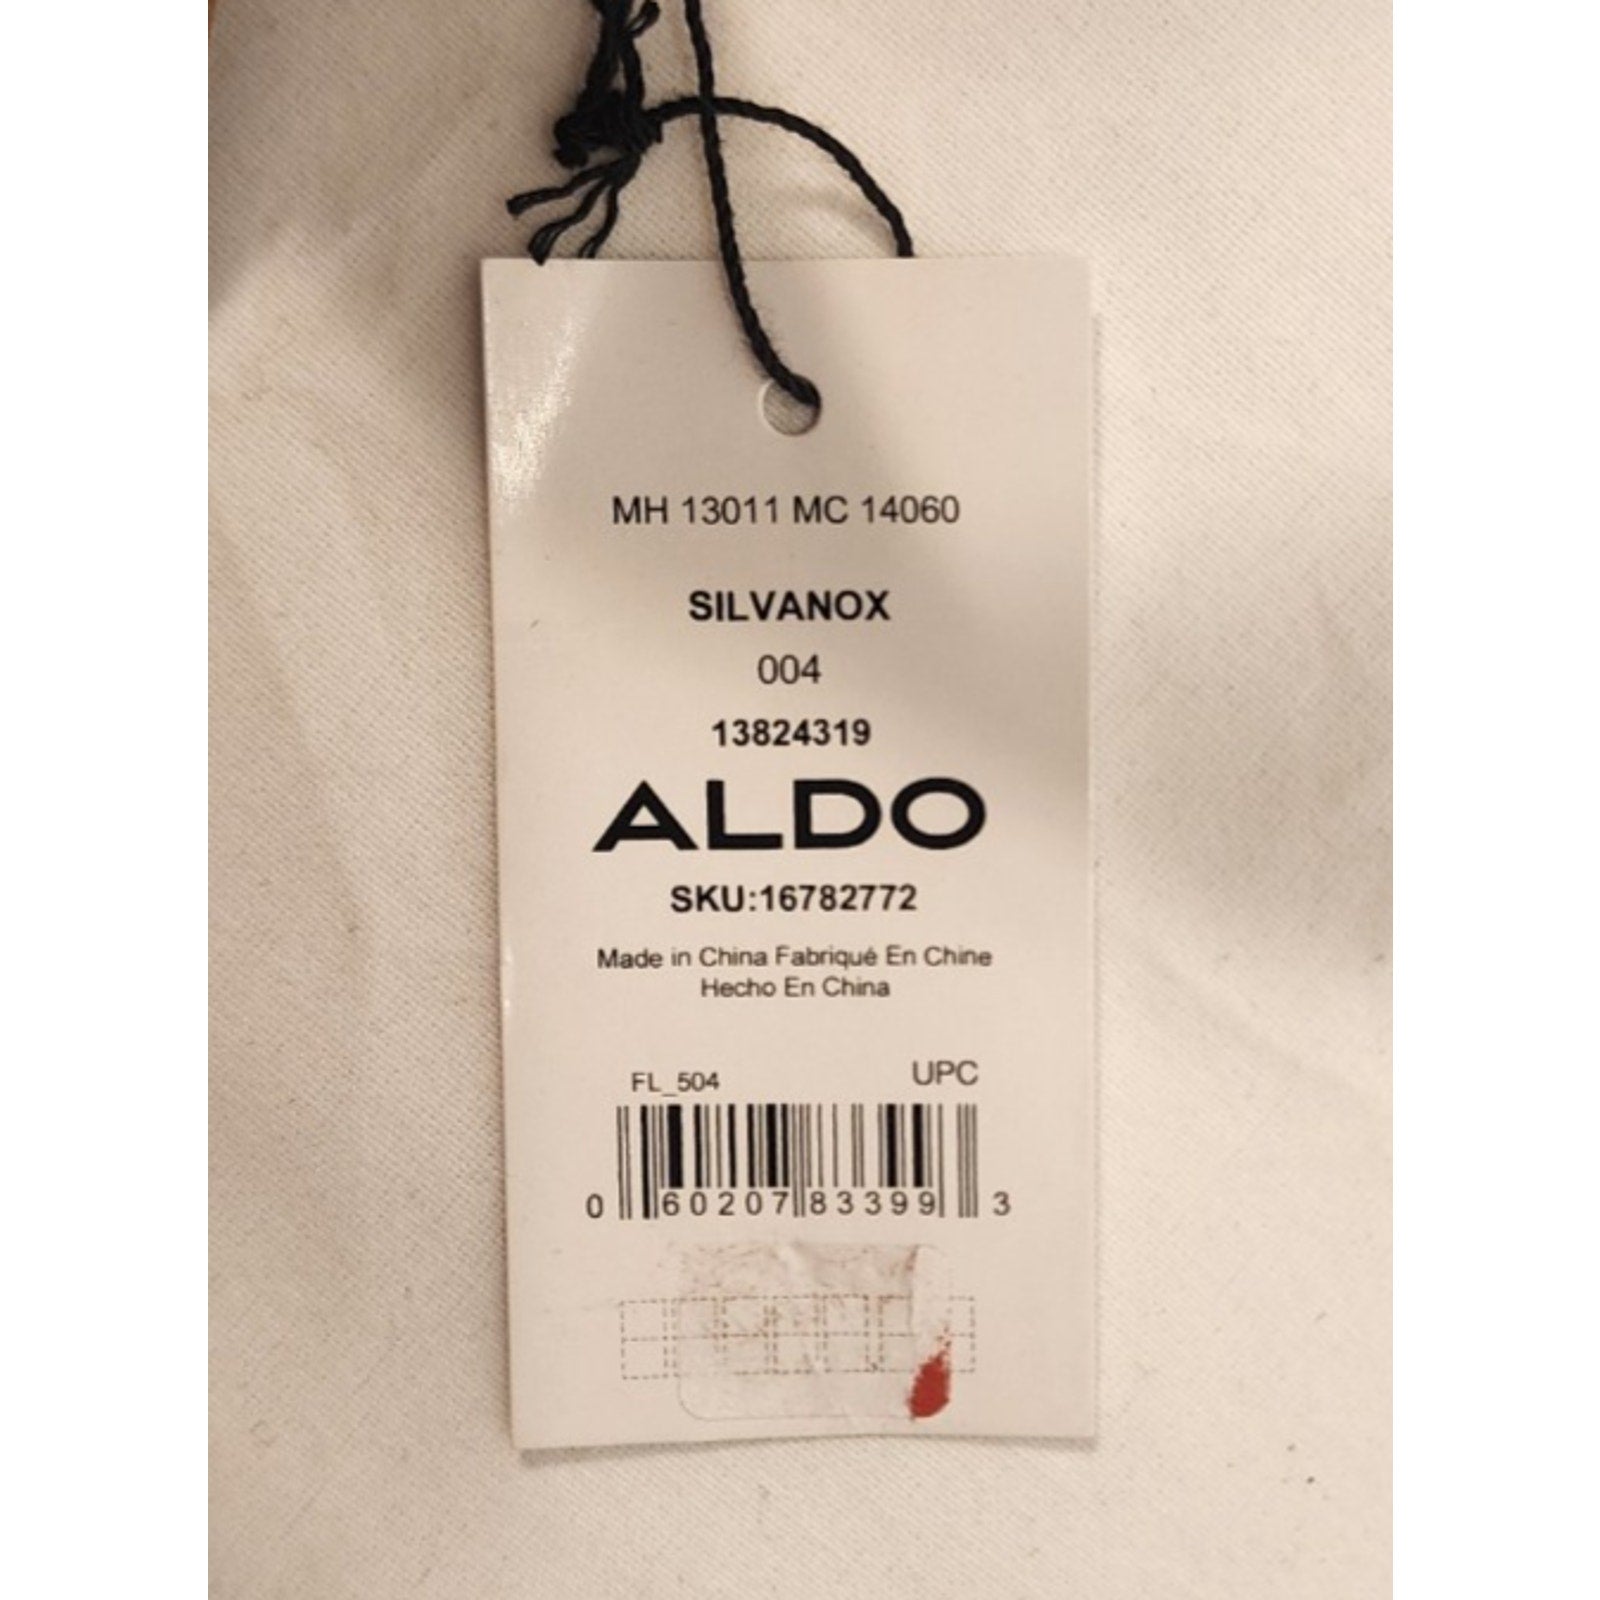 MH 13011 MC 14060
SILVANOX
004
13824319
ALDO
SKU:16782772
Made in China Fabriqué En Chine
Hecho En China
FL_504 UPC
0 60207 83399 3